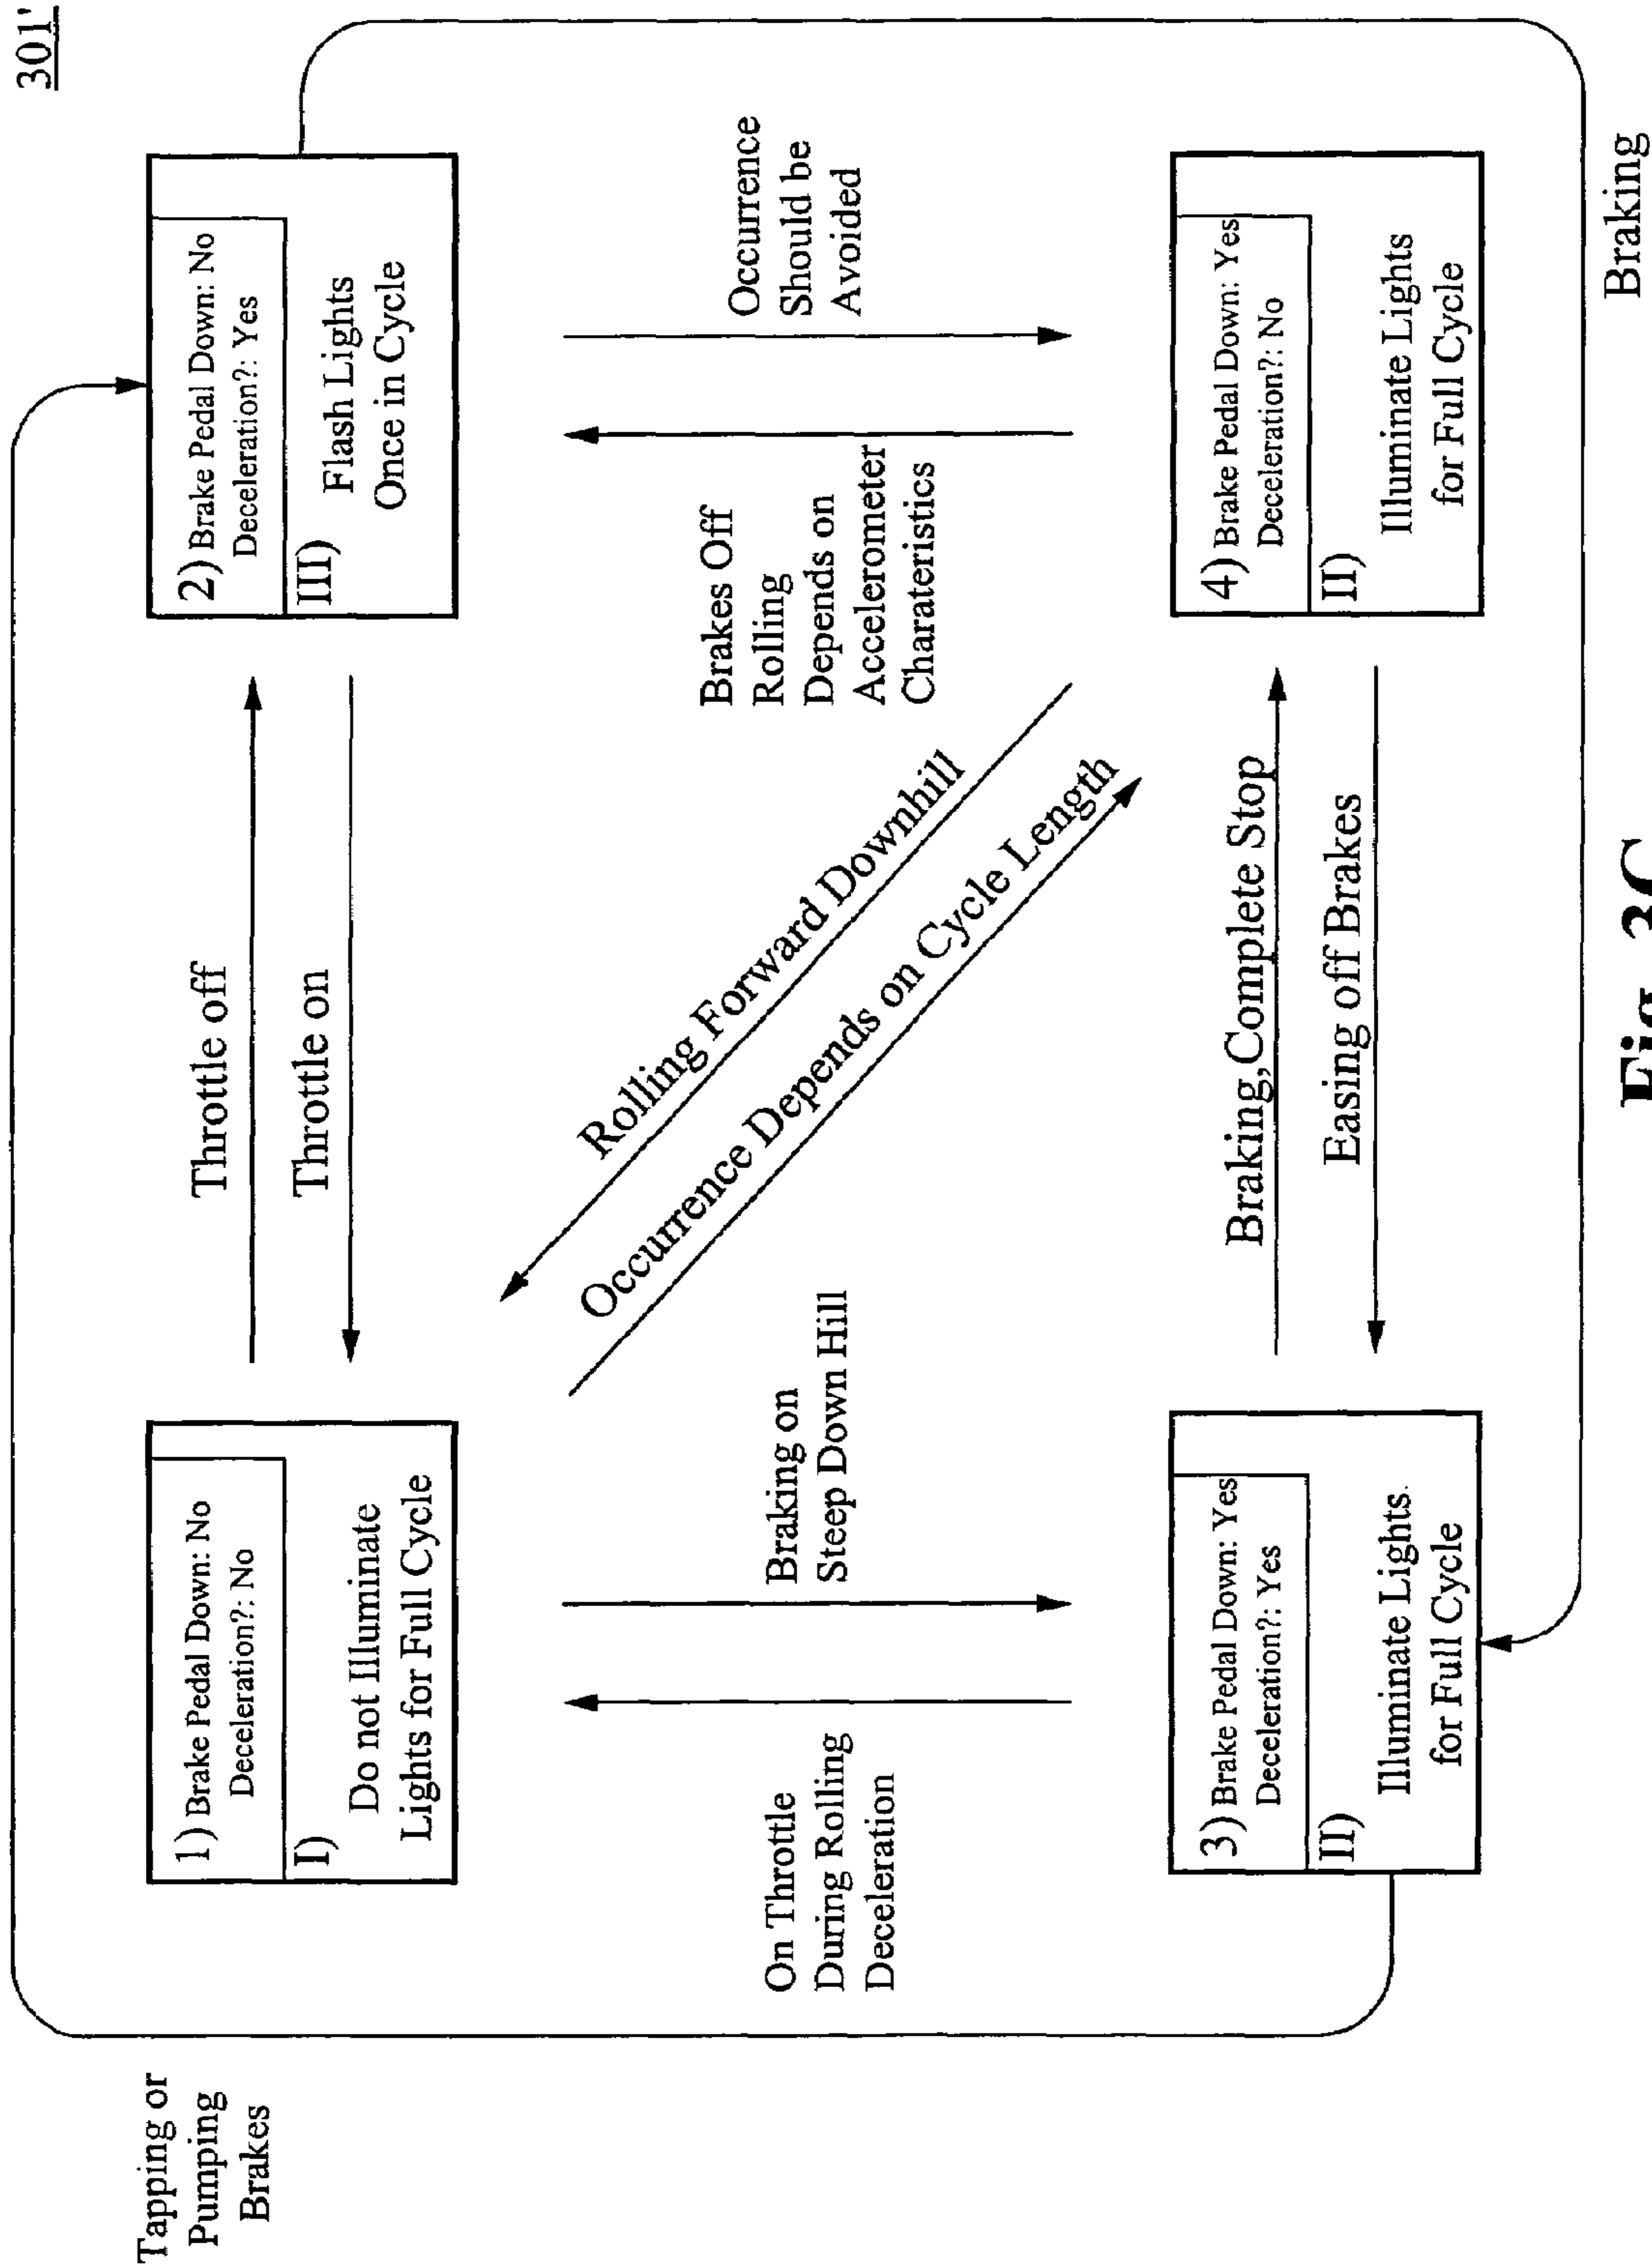 301'
Tapping or
Pumping
Brakes
1) Brake Pedal Down: No
Deceleration?: No
I)
Do not Illuminate
Lights for Full Cycle
Throttle off
Throttle on
2) Brake Pedal Down: No
Deceleration?: Yes
III)
Flash Lights
Once in Cycle
On Throttle
During Rolling
Deceleration
Braking on
Steep Down Hill
Rolling Forward Downhill
Occurrence Depends on Cycle Length
Brakes Off
Rolling
Depends on
Accelerometer
Charateristics
Occurrence
Should be
Avoided
3) Brake Pedal Down: Yes
Deceleration?: Yes
II)
Illuminate Lights
for Full Cycle
Braking,Complete Stop
Easing off Brakes
4) Brake Pedal Down: Yes
Deceleration?: No
II)
Illuminate Lights
for Full Cycle
Braking
Fig. 3C